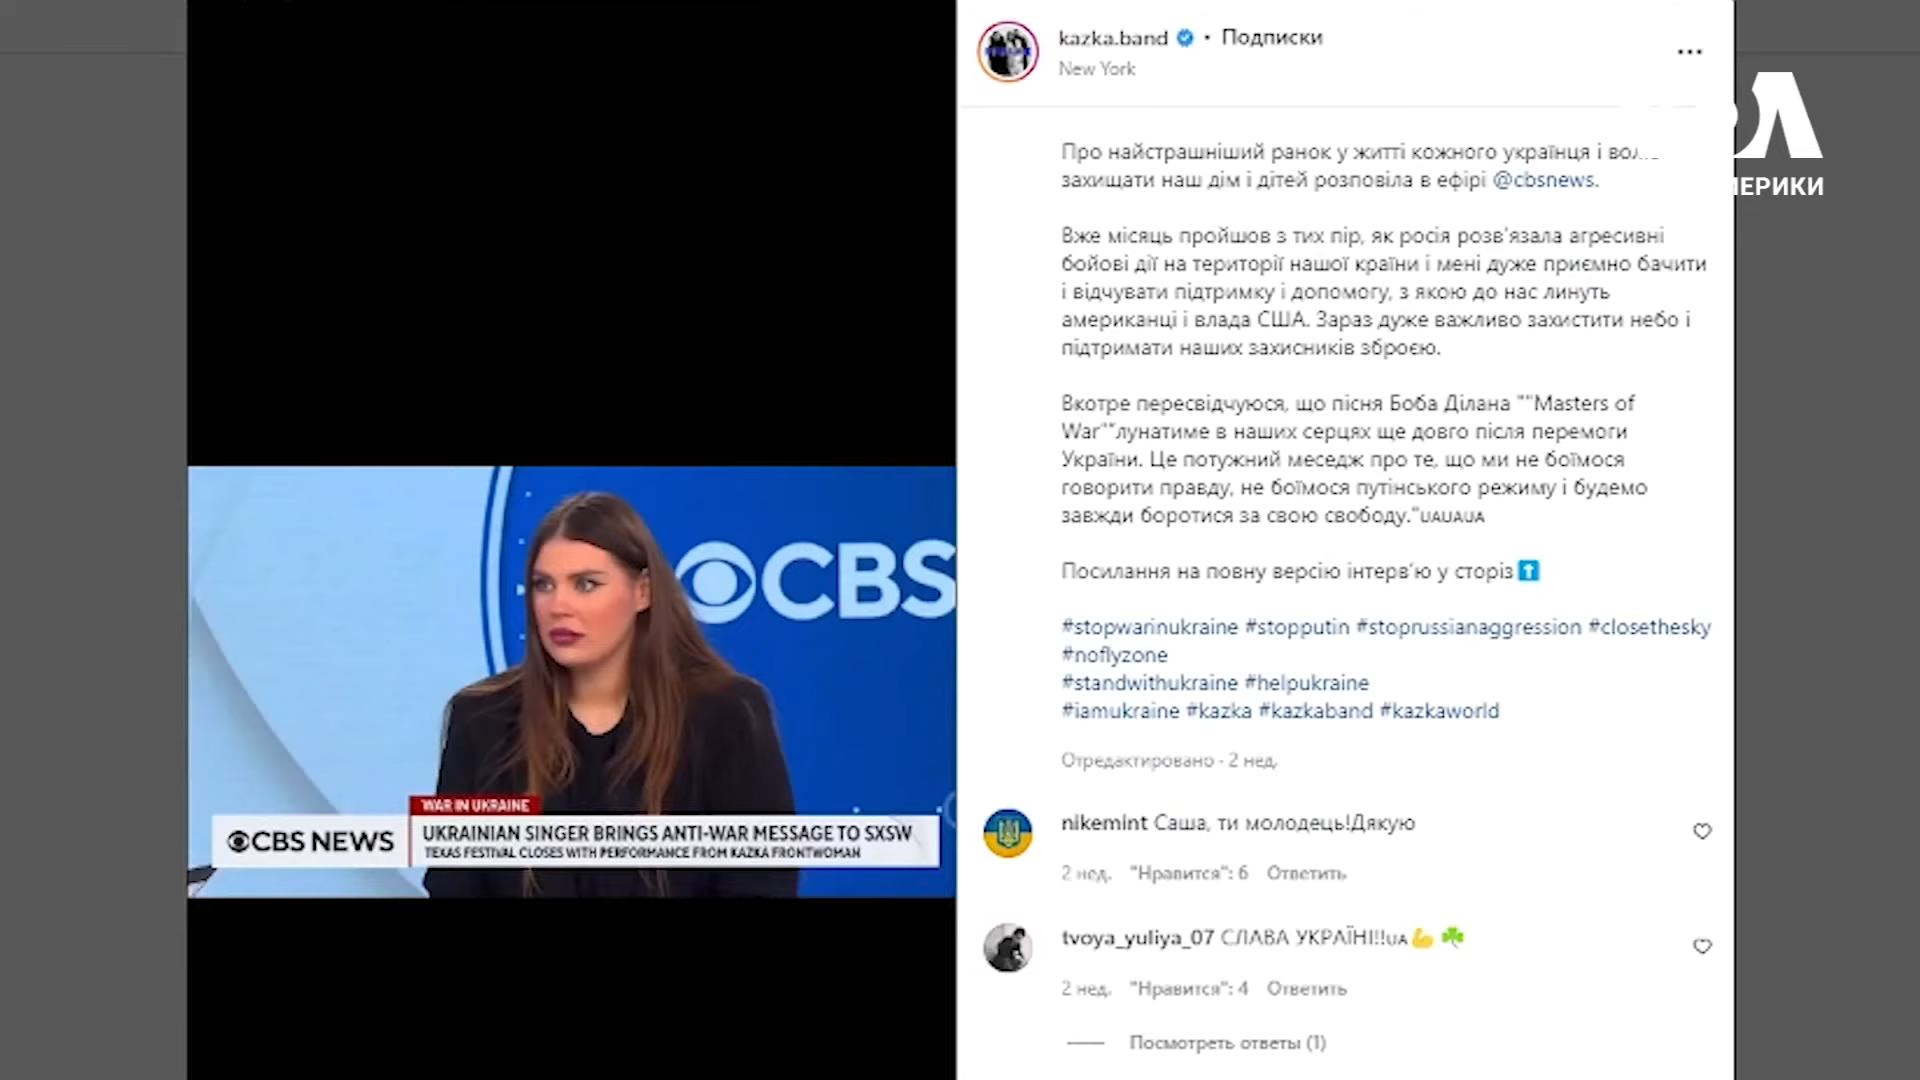 kazka.band • Подписки
New York
Про найстрашніший ранок у житті кожного українця і
захищати наш дім і дітей розповіла в ефірі @cbsnews.
Вже місяць пройшов з тих пір, як росія розв'язала агресивні
бойові дії на території нашої країни і мені дуже приємно бачити
і відчувати підтримку і допомогу, з якою до нас линуть
американці і влада США. Зараз дуже важливо захистити небо і
підтримати наших захисників зброєю.
Вкотре пересвідчуюся, що пісня Боба Ділана ""Masters of
War""лунатиме в наших серцях ще довго після перемоги
України. Це потужний меседж про те, що ми не боїмося
говорити правду, не боїмося путінського режиму і будемо
завжди боротися за свою свободу."UAUAUA
Посилання на повну версію інтерв'ю у сторіз⬆️
#stopwarinukraine #stopputin #stoprussianaggression #closethesky
#noflyzone
#standwithukraine #helpukraine
#iamukraine #kazka #kazkaband #kazkaworld
Отредактировано · 2 нед.
nikemint Саша, ти молодець!Дякую
2 нед. "Нравится": 6 Ответить
tvoya_yuliya_07 СЛАВА УКРАЇНІ!!UA💪☘️
2 нед. "Нравится": 4 Ответить
Посмотреть ответы (1)
CBS
WAR IN UKRAINE
CBS NEWS
UKRAINIAN SINGER BRINGS ANTI-WAR MESSAGE TO SXSW
TEXAS FESTIVAL CLOSES WITH PERFORMANCE FROM KAZKA FRONTWOMAN